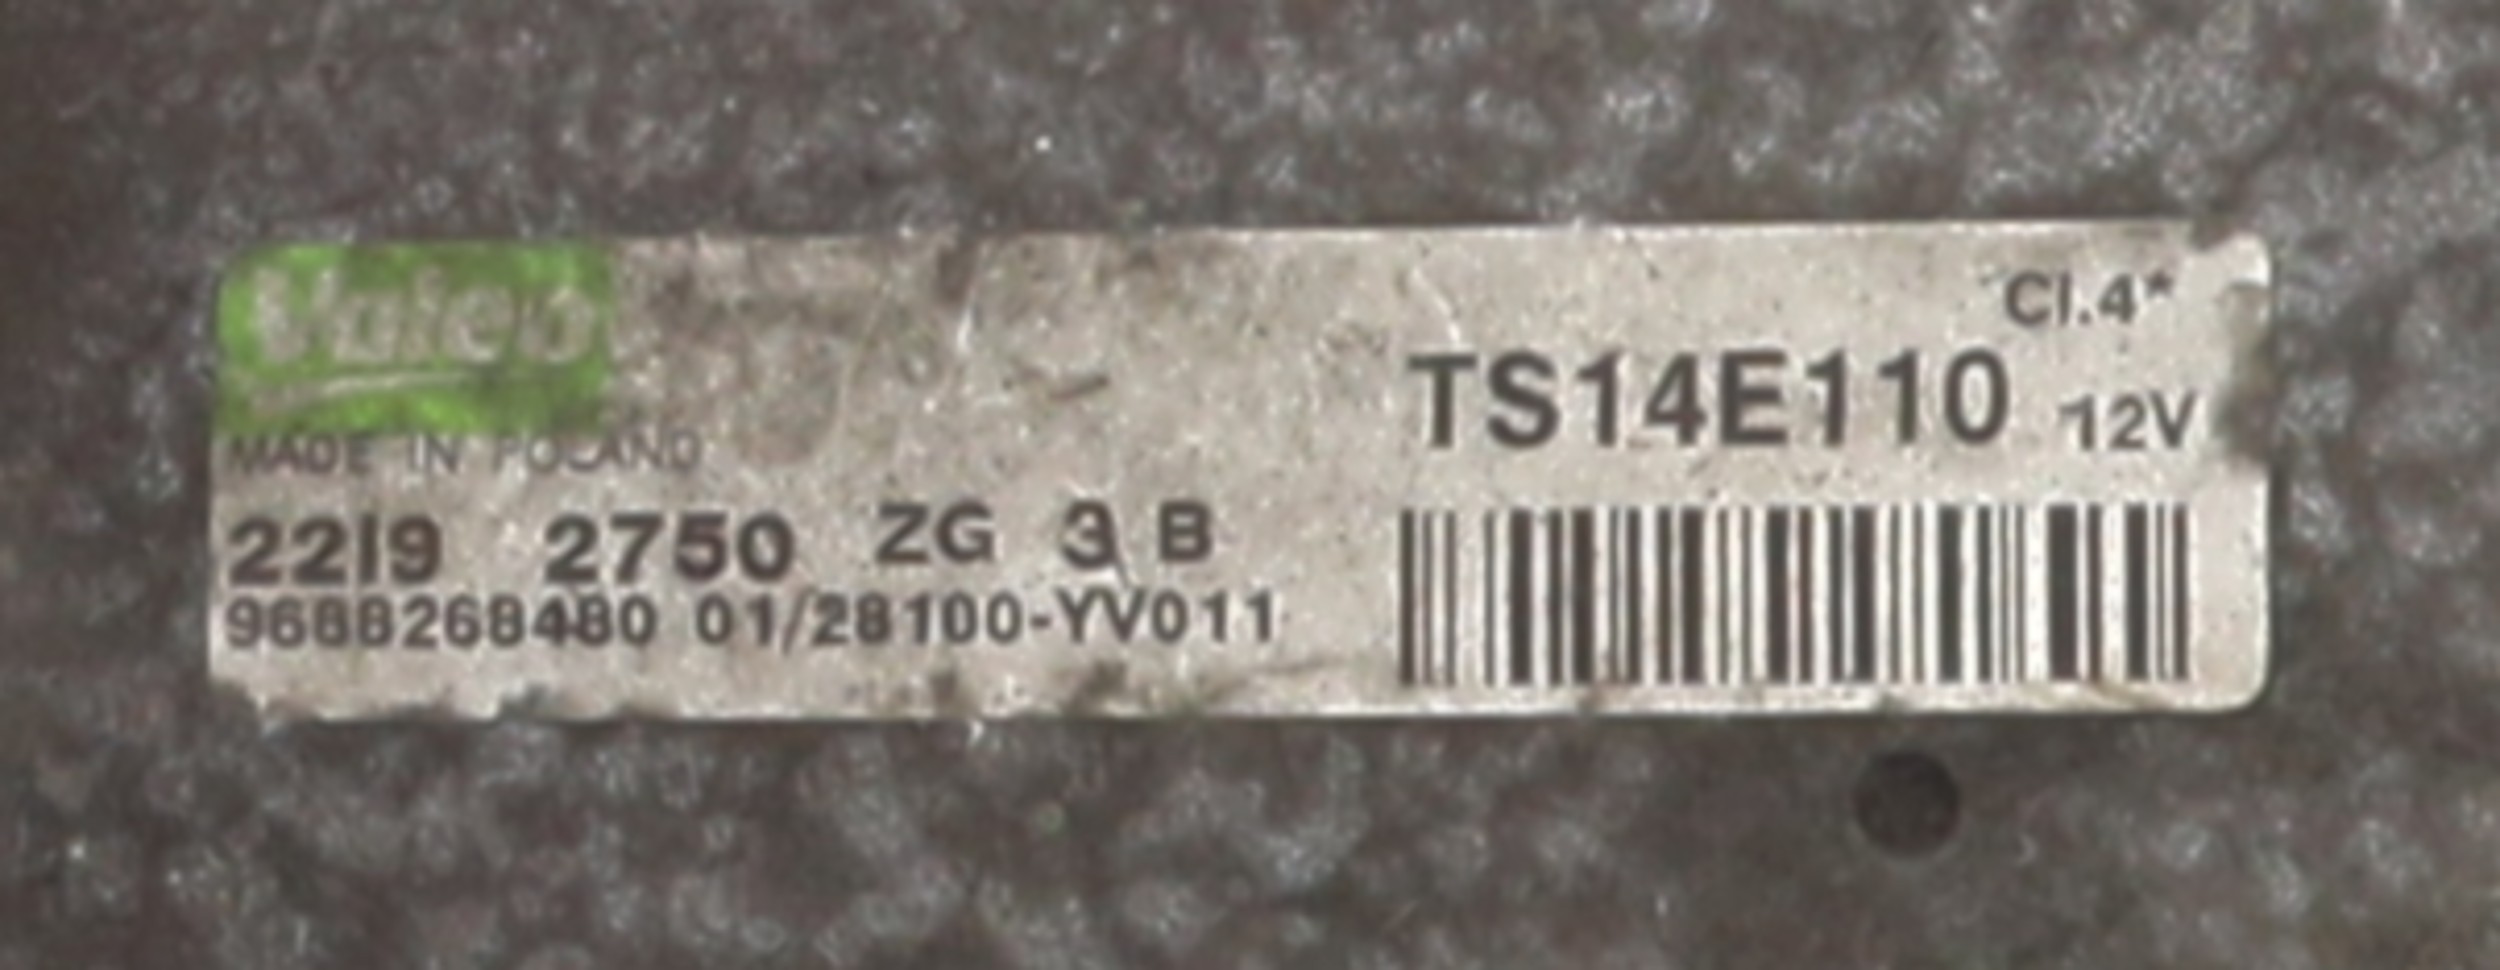 Valeo
Cl.4*
TS14E110 12V
MADE IN POLAND
2219 2750 ZG 3 B
9688268480 01/28100-YV011